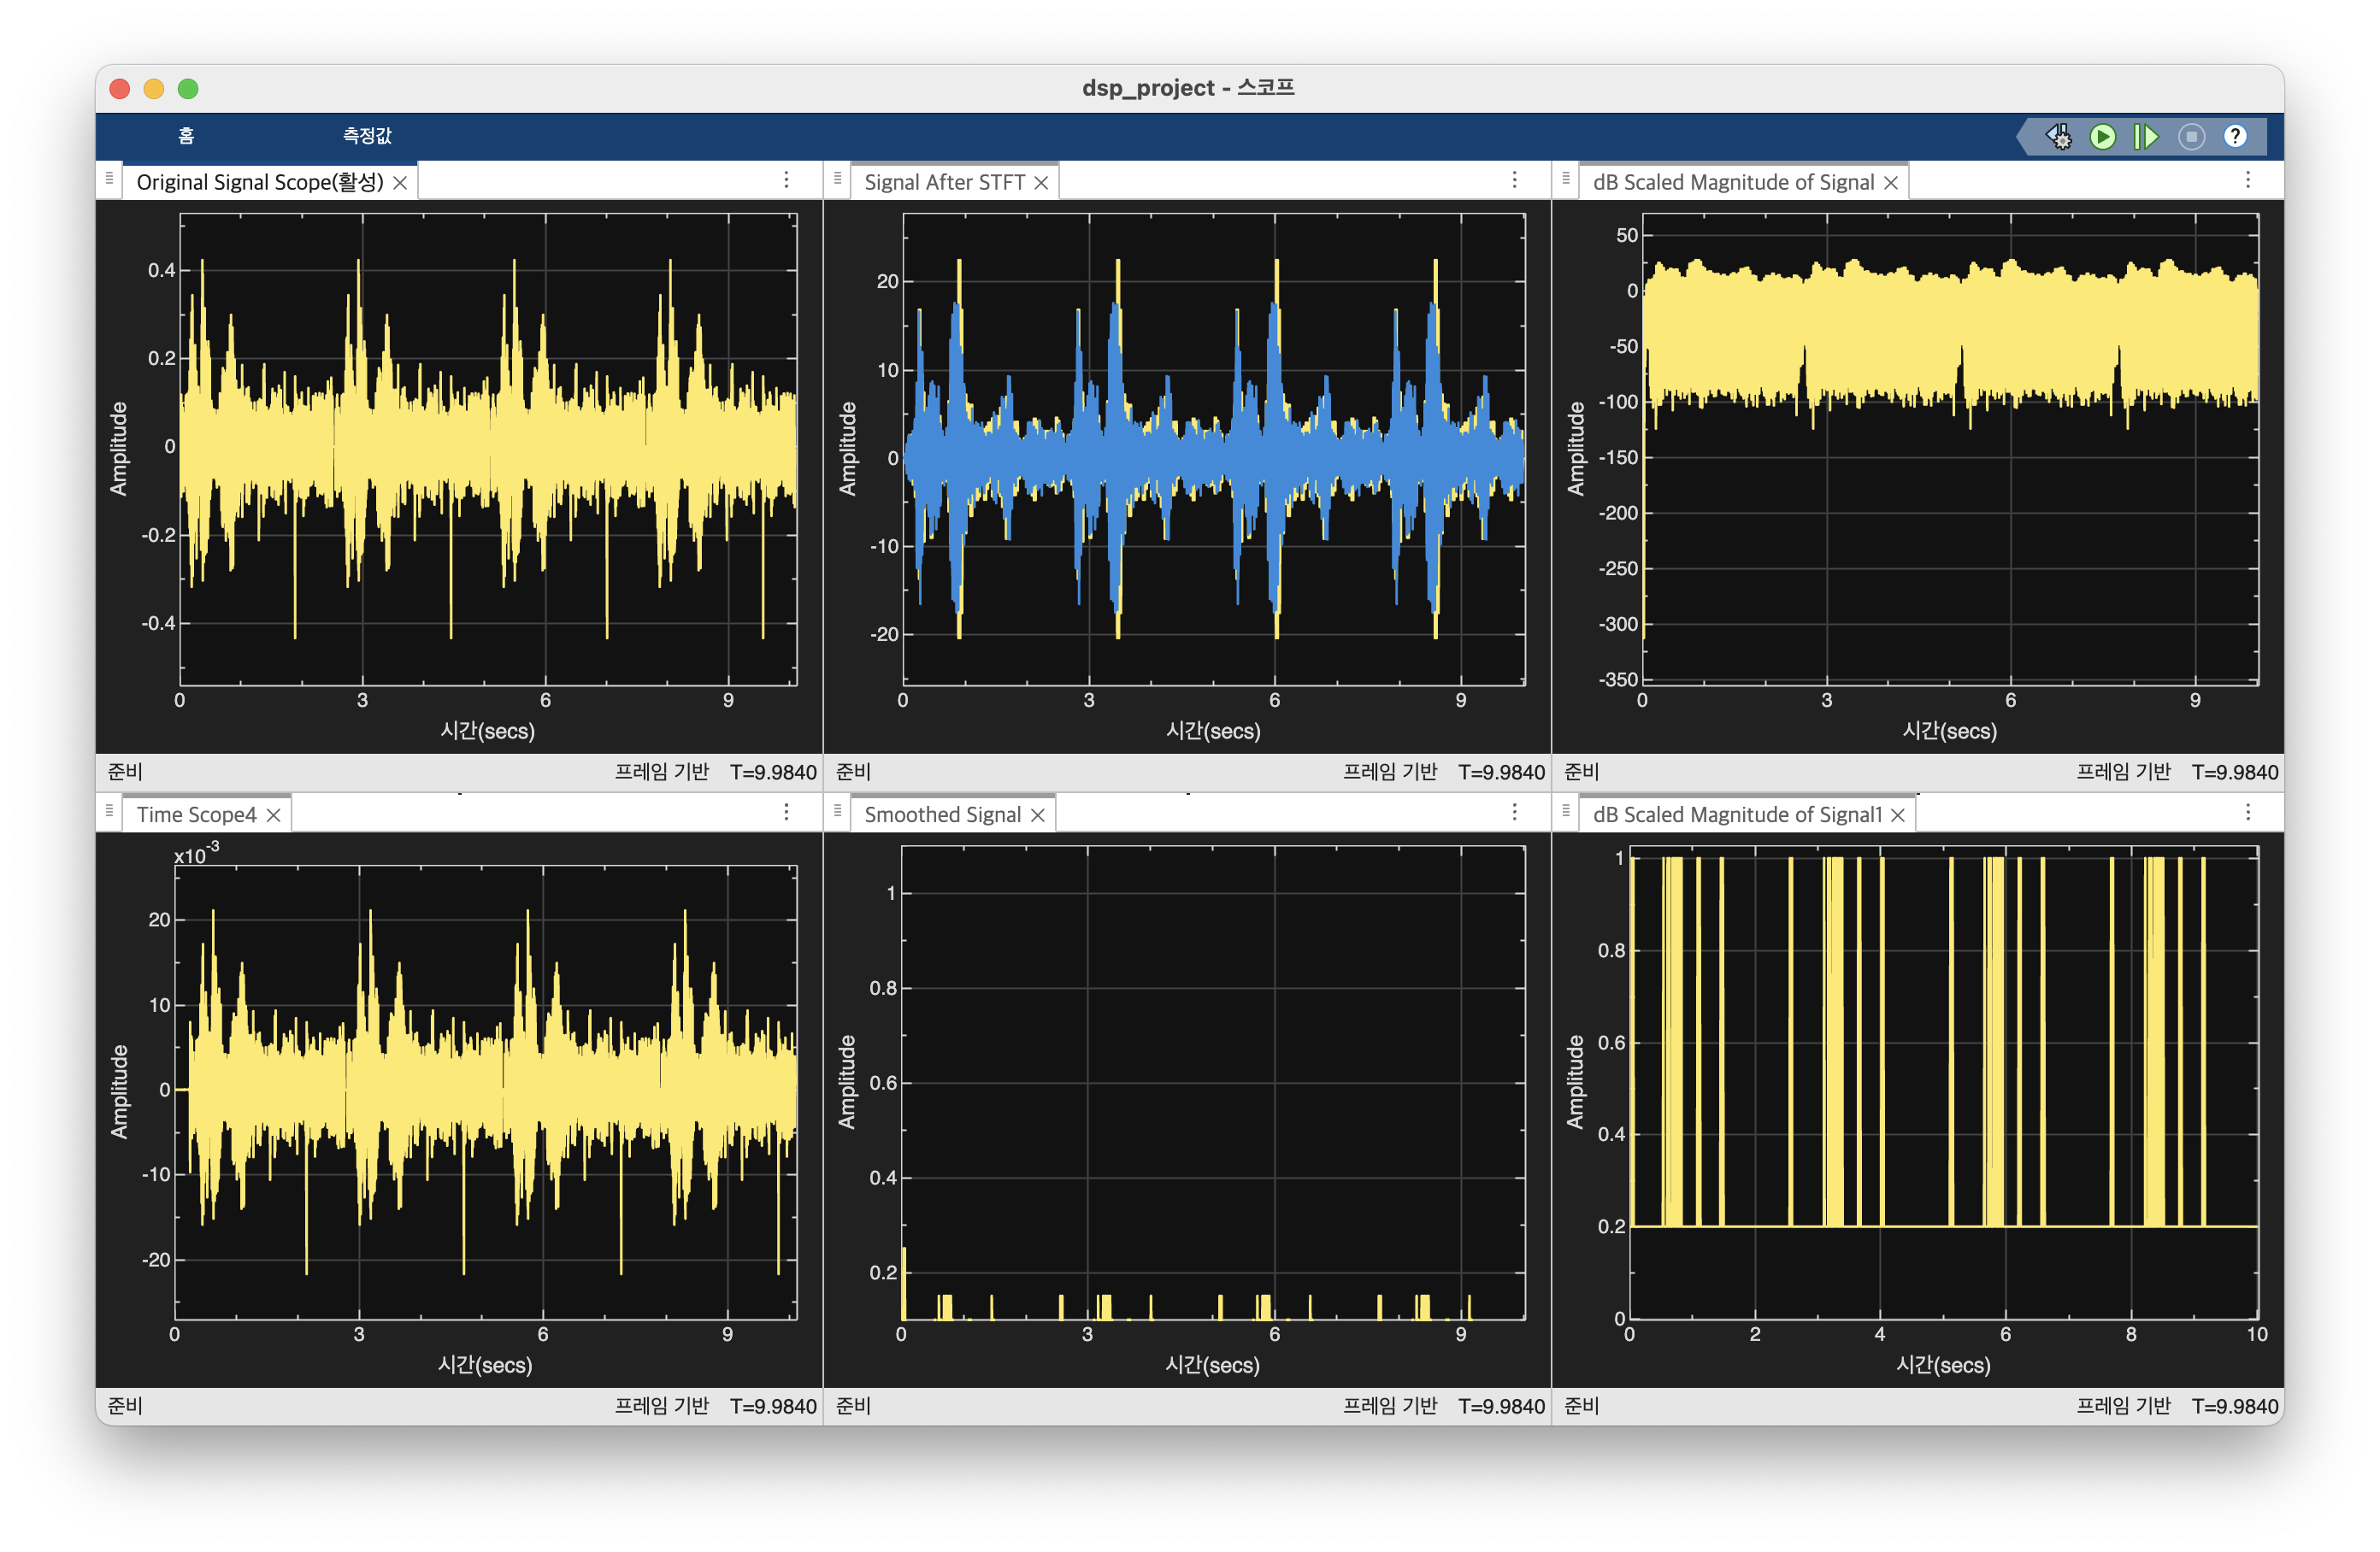 dsp_project - 스코프
홈 측정값
?
Original Signal Scope(활성)
0.4
0.2
0
-0.2
-0.4
Amplitude
0 3 6 9
시간(secs)
준비 프레임 기반 T=9.9840
Signal After STFT
20
10
0
-10
-20
Amplitude
0 3 6 9
시간(secs)
준비 프레임 기반 T=9.9840
dB Scaled Magnitude of Signal
50
0
-50
-100
-150
-200
-250
-300
-350
Amplitude
0 3 6 9
시간(secs)
준비 프레임 기반 T=9.9840
Time Scope4
x10-3
20
10
0
-10
-20
Amplitude
0 3 6 9
시간(secs)
준비 프레임 기반 T=9.9840
Smoothed Signal
1
0.8
0.6
0.4
0.2
Amplitude
0 3 6 9
시간(secs)
준비 프레임 기반 T=9.9840
dB Scaled Magnitude of Signal1
1
0.8
0.6
0.4
0.2
0
Amplitude
0 2 4 6 8 10
시간(secs)
준비 프레임 기반 T=9.9840